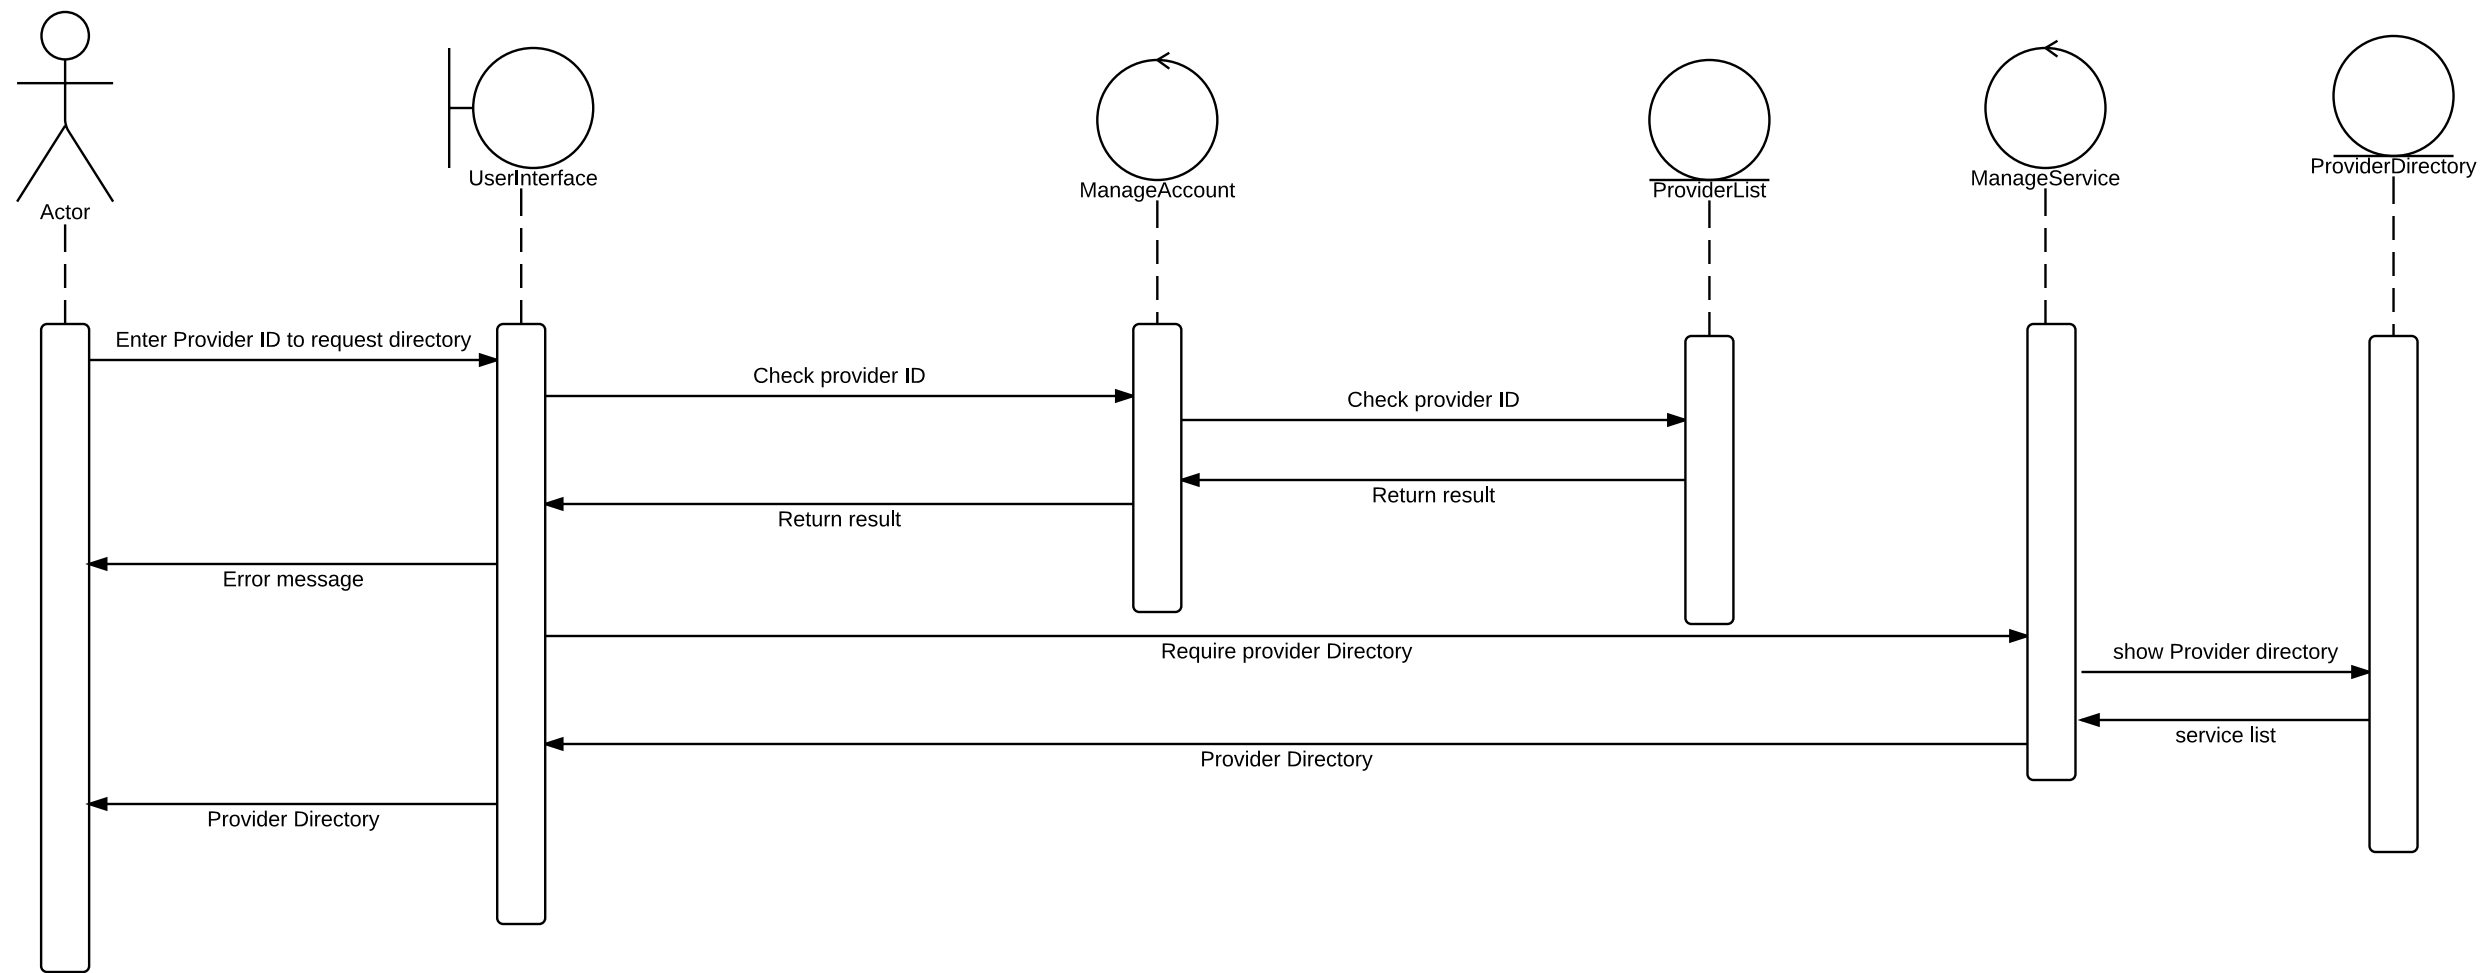 Actor
UserInterface
ManageAccount
ProviderList
ManageService
ProviderDirectory
Enter Provider ID to request directory
Check provider ID
Check provider ID
Return result
Return result
Error message
Require provider Directory
show Provider directory
service list
Provider Directory
Provider Directory